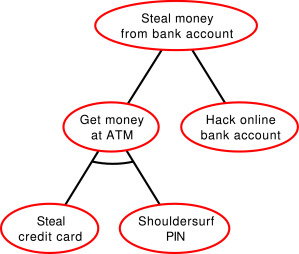 Steal money
from bank account
Get money
at ATM
Hack online
bank account
Steal
credit card
Shouldersurf
PIN